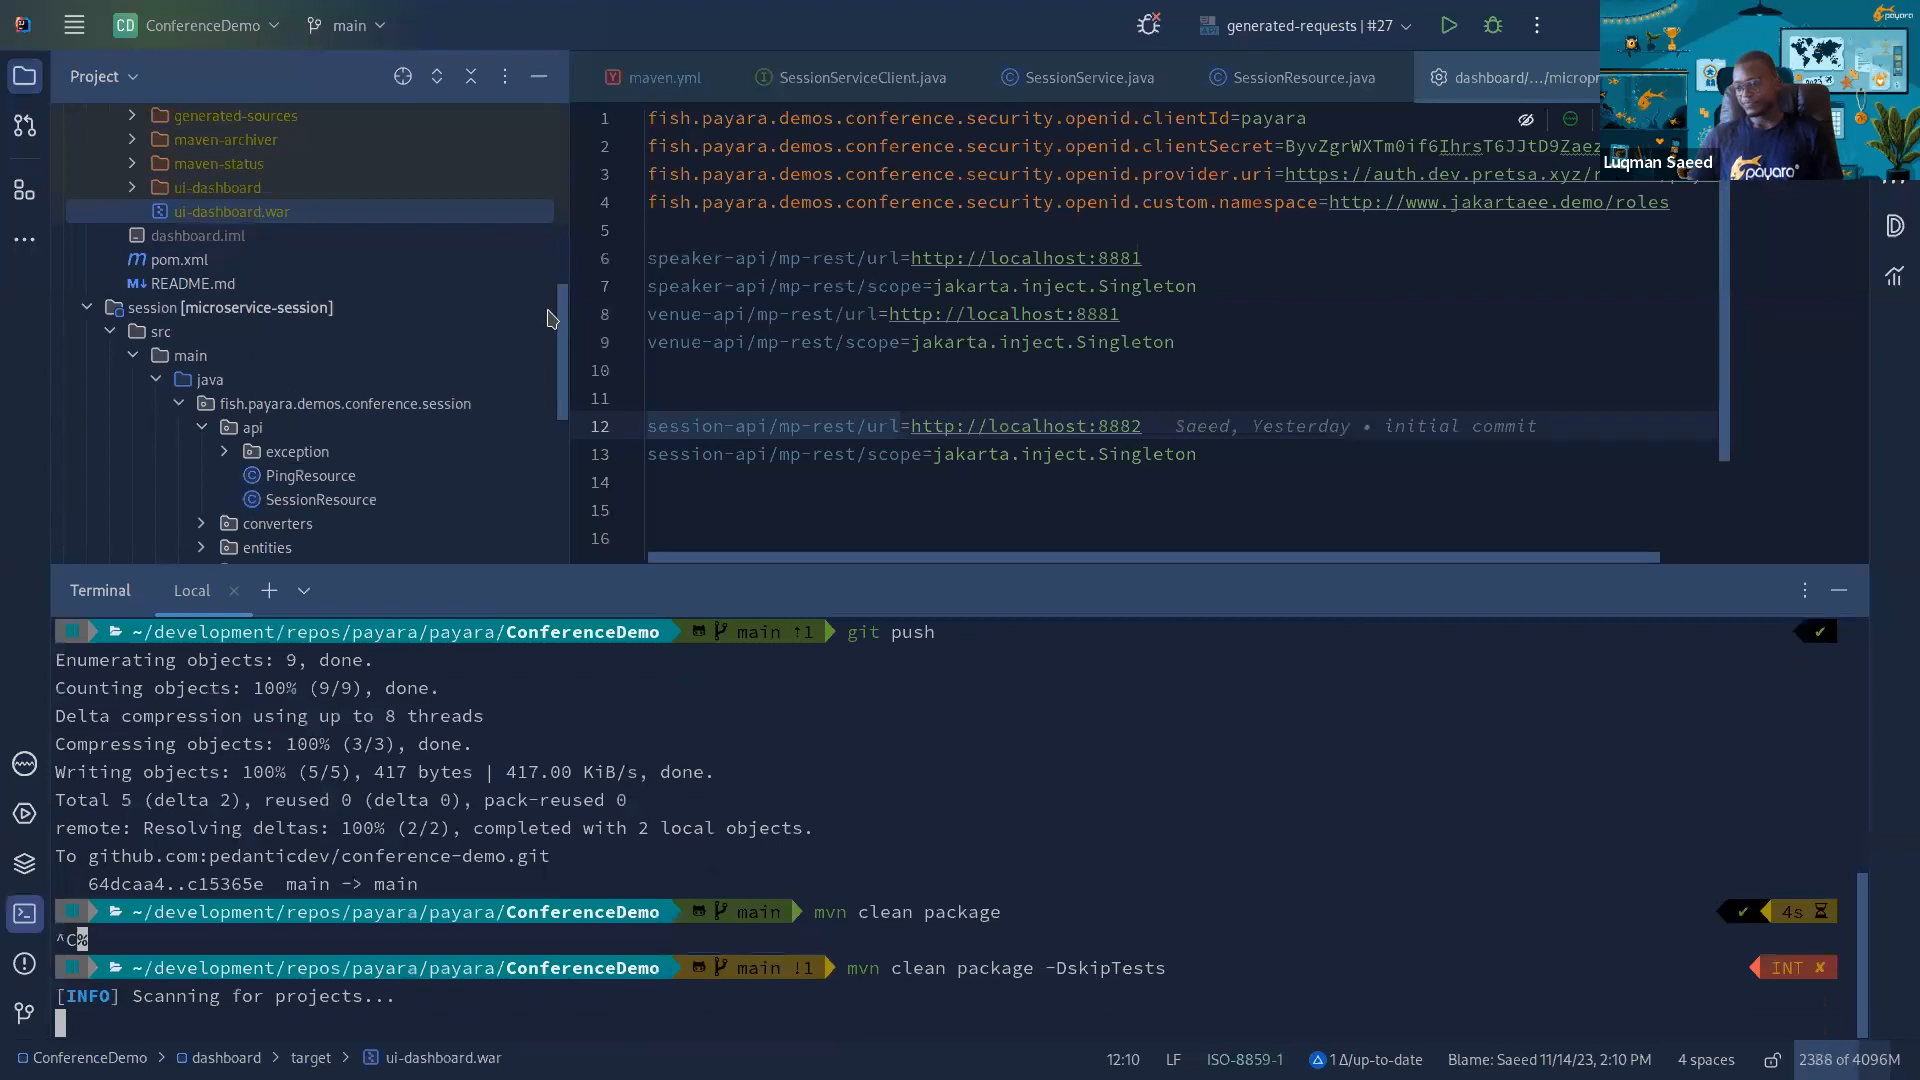 CD ConferenceDemo main generated-requests | #27
payara
Project
maven.yml SessionServiceClient.java SessionService.java SessionResource.java dashboard/.../micropr
generated-sources
maven-archiver
maven-status
ui-dashboard
ui-dashboard.war
dashboard.iml
pom.xml
README.md
session [microservice-session]
src
main
java
fish.payara.demos.conference.session
api
exception
PingResource
SessionResource
converters
entities
1 fish.payara.demos.conference.security.openid.clientId=payara
2 fish.payara.demos.conference.security.openid.clientSecret=ByvZgrWXTm0if6IhrsT6JJtD9Zaez
3 fish.payara.demos.conference.security.openid.provider.uri=https://auth.dev.pretsa.xyz/r
4 fish.payara.demos.conference.security.openid.custom.namespace=http://www.jakartaee.demo/roles
5
6 speaker-api/mp-rest/url=http://localhost:8881
7 speaker-api/mp-rest/scope=jakarta.inject.Singleton
8 venue-api/mp-rest/url=http://localhost:8881
9 venue-api/mp-rest/scope=jakarta.inject.Singleton
10
11
12 session-api/mp-rest/url=http://localhost:8882 Saeed, Yesterday • initial commit
13 session-api/mp-rest/scope=jakarta.inject.Singleton
14
15
16
Luqman Saeed
payara
Terminal Local
~/development/repos/payara/payara/ConferenceDemo main ↑1 git push
Enumerating objects: 9, done.
Counting objects: 100% (9/9), done.
Delta compression using up to 8 threads
Compressing objects: 100% (3/3), done.
Writing objects: 100% (5/5), 417 bytes | 417.00 KiB/s, done.
Total 5 (delta 2), reused 0 (delta 0), pack-reused 0
remote: Resolving deltas: 100% (2/2), completed with 2 local objects.
To github.com:pedanticdev/conference-demo.git
64dcaa4..c15365e main -> main
~/development/repos/payara/payara/ConferenceDemo main mvn clean package 4s
^C%
~/development/repos/payara/payara/ConferenceDemo main !1 mvn clean package -DskipTests INT ✘
[INFO] Scanning for projects...
ConferenceDemo > dashboard > target > ui-dashboard.war 12:10 LF ISO-8859-1 1 Δ/up-to-date Blame: Saeed 11/14/23, 2:10 PM 4 spaces 2388 of 4096M